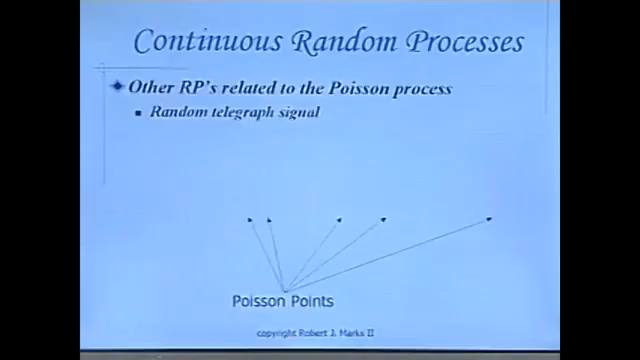 Continuous Random Processes
Other RP's related to the Poisson process
Random telegraph signal
Poisson Points
copyright Robert J. Marks II